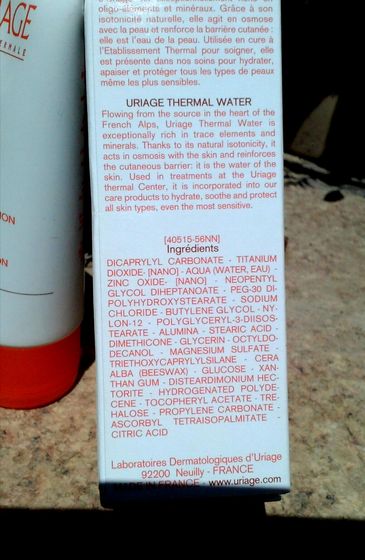 IAGE
THERMALE
ION
ON
oligo-éléments et minéraux. Grâce à son
isotonicité naturelle, elle agit en osmose
avec la peau et renforce la barrière cutanée :
elle est l'eau de la peau. Utilisée en cure à
l'Etablissement Thermal pour soigner, elle
est présente dans nos soins pour hydrater,
apaiser et protéger tous les types de peaux
même les plus sensibles.
URIAGE THERMAL WATER
Flowing from the source in the heart of the
French Alps, Uriage Thermal Water is
exceptionally rich in trace elements and
minerals. Thanks to its natural isotonicity, it
acts in osmosis with the skin and reinforces
the cutaneous barrier: it is the water of the
skin. Used in treatments at the Uriage
thermal Center, it is incorporated into our
care products to hydrate, soothe and protect
all skin types, even the most sensitive.
[40515-56NN]
Ingrédients
DICAPRYLYL CARBONATE - TITANIUM
DIOXIDE- [NANO] - AQUA (WATER, EAU) -
ZINC OXIDE- [NANO] - NEOPENTYL
GLYCOL DIHEPTANOATE - PEG-30 DI-
POLYHYDROXYSTEARATE - SODIUM
CHLORIDE - BUTYLENE GLYCOL - NY-
LON-12 - POLYGLYCERYL-3-DIISOS-
TEARATE - ALUMINA - STEARIC ACID -
DIMETHICONE - GLYCERIN - OCTYLDO-
DECANOL - MAGNESIUM SULFATE -
TRIETHOXYCAPRYLYLSILANE - CERA
ALBA (BEESWAX) - GLUCOSE - XAN-
THAN GUM - DISTEARDIMONIUM HEC-
TORITE - HYDROGENATED POLYDE-
CENE - TOCOPHERYL ACETATE - TRE-
HALOSE - PROPYLENE CARBONATE -
ASCORBYL TETRAISOPALMITATE -
CITRIC ACID
Laboratoires Dermatologiques d'Uriage
92200 Neuilly - FRANCE
MADE IN FRANCE - www.uriage.com